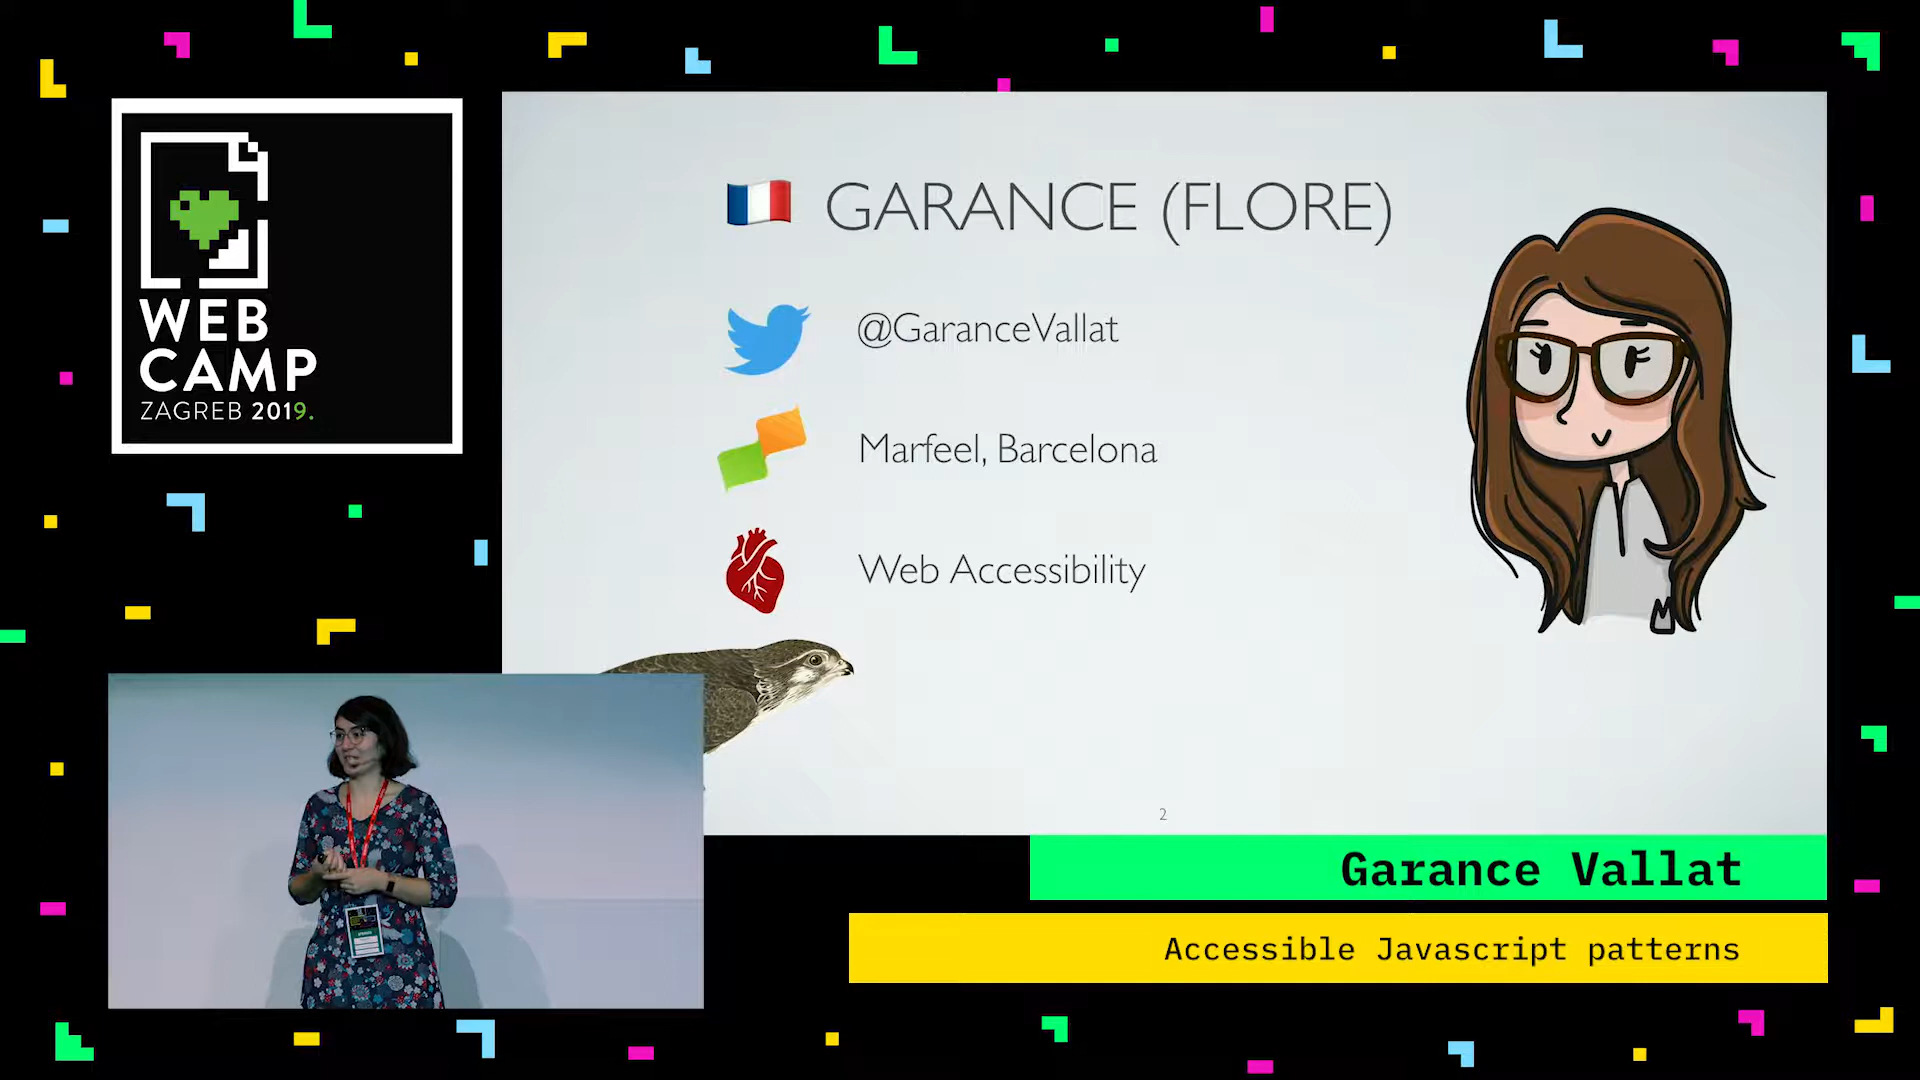 WEB
CAMP
ZAGREB 2019.
GARANCE (FLORE)
@GaranceVallat
Marfeel, Barcelona
Web Accessibility
2
Garance Vallat
Accessible Javascript patterns